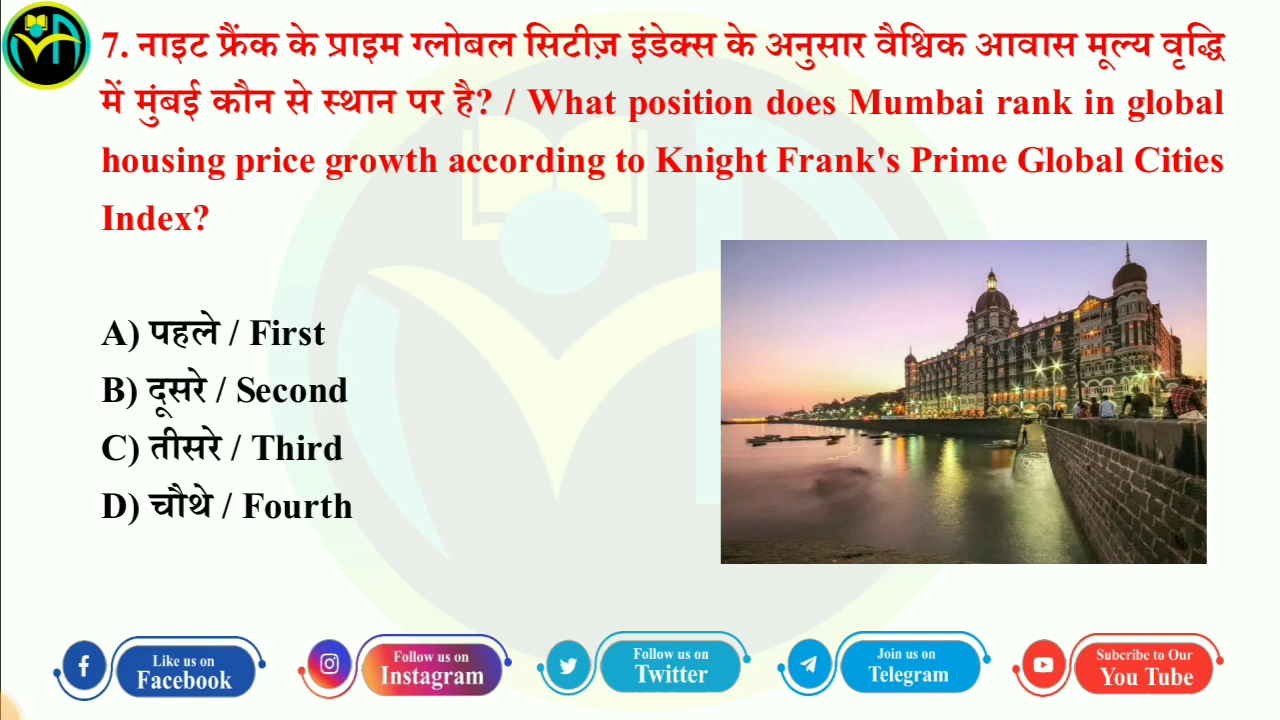 7. नाइट फ्रैंक के प्राइम ग्लोबल सिटीज़ इंडेक्स के अनुसार वैश्विक आवास मूल्य वृद्धि
में मुंबई कौन से स्थान पर है? / What position does Mumbai rank in global
housing price growth according to Knight Frank's Prime Global Cities
Index?
A) पहले / First
B) दूसरे / Second
C) तीसरे / Third
D) चौथे / Fourth
Like us on
Facebook
Follow us on
Instagram
Follow us on
Twitter
Join us on
Telegram
Subcribe to Our
You Tube